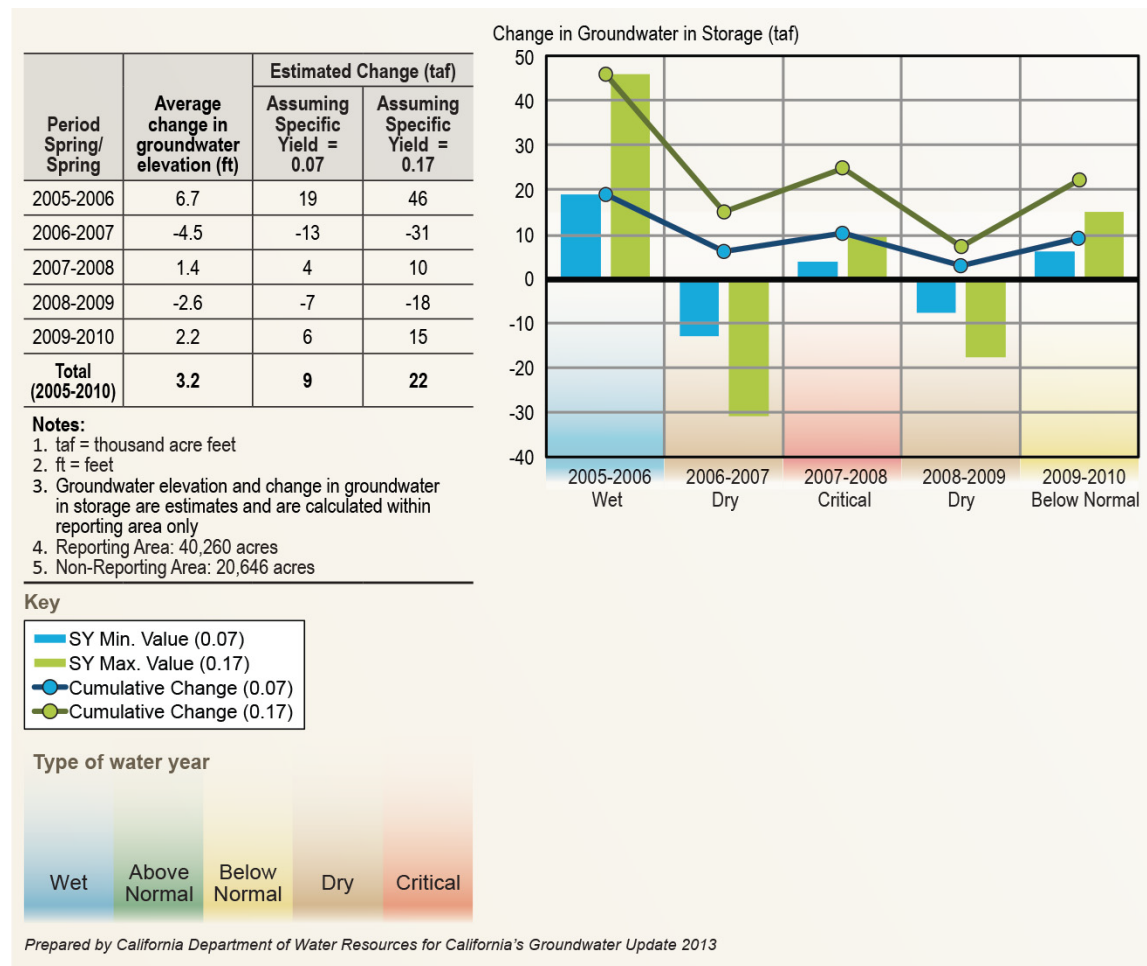 Period Spring/ Spring | Average change in groundwater elevation (ft) | Estimated Change (taf)
Assuming Specific Yield = 0.07 | Assuming Specific Yield = 0.17
2005-2006 6.7 19 46
2006-2007 -4.5 -13 -31
2007-2008 1.4 4 10
2008-2009 -2.6 -7 -18
2009-2010 2.2 6 15
Total (2005-2010) 3.2 9 22
Notes:
1. taf = thousand acre feet
2. ft = feet
3. Groundwater elevation and change in groundwater
in storage are estimates and are calculated within
reporting area only
4. Reporting Area: 40,260 acres
5. Non-Reporting Area: 20,646 acres
Key
SY Min. Value (0.07)
SY Max. Value (0.17)
Cumulative Change (0.07)
Cumulative Change (0.17)
Type of water year
Wet
Above
Normal
Below
Normal
Dry
Critical
Change in Groundwater in Storage (taf)
50
40
30
20
10
0
-10
-20
-30
-40
2005-2006 2006-2007 2007-2008 2008-2009 2009-2010
Wet Dry Critical Dry Below Normal
Prepared by California Department of Water Resources for California's Groundwater Update 2013